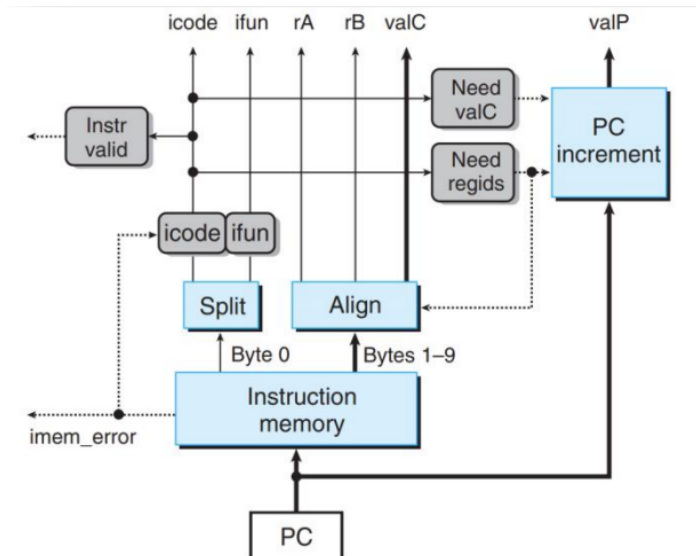 icode ifun rA rB valC valP
Need
valC
Instr
valid
PC
increment
Need
regids
icode ifun
Split
Align
Byte 0
Bytes 1–9
Instruction
memory
imem_error
PC